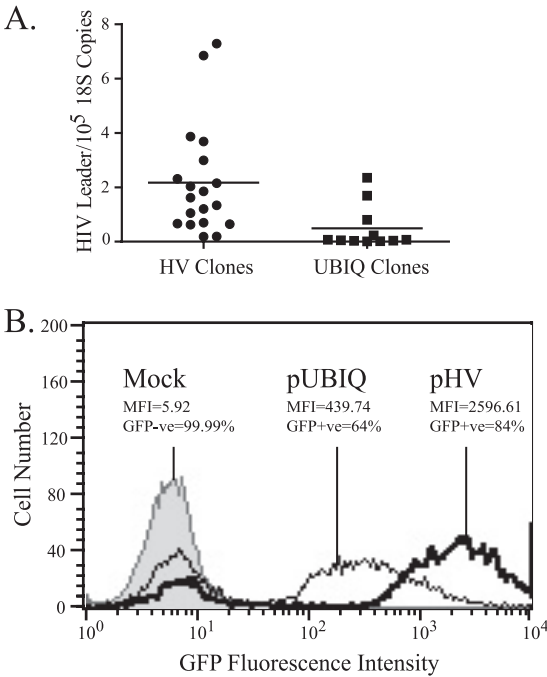 A.
HIV Leader/10⁵ 18S Copies
8
6
4
2
0
HV Clones UBIQ Clones
B.
Cell Number
200
160
120
80
40
0
Mock
MFI=5.92
GFP-ve=99.99%
pUBIQ
MFI=439.74
GFP+ve=64%
pHV
MFI=2596.61
GFP+ve=84%
10⁰ 10¹ 10² 10³ 10⁴
GFP Fluorescence Intensity